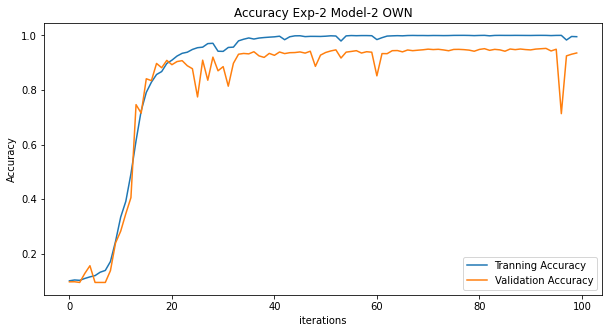 Accuracy Exp-2 Model-2 OWN
1.0
0.8
0.6
0.4
0.2
Accuracy
0
20
40
60
80
100
iterations
Tranning Accuracy
Validation Accuracy